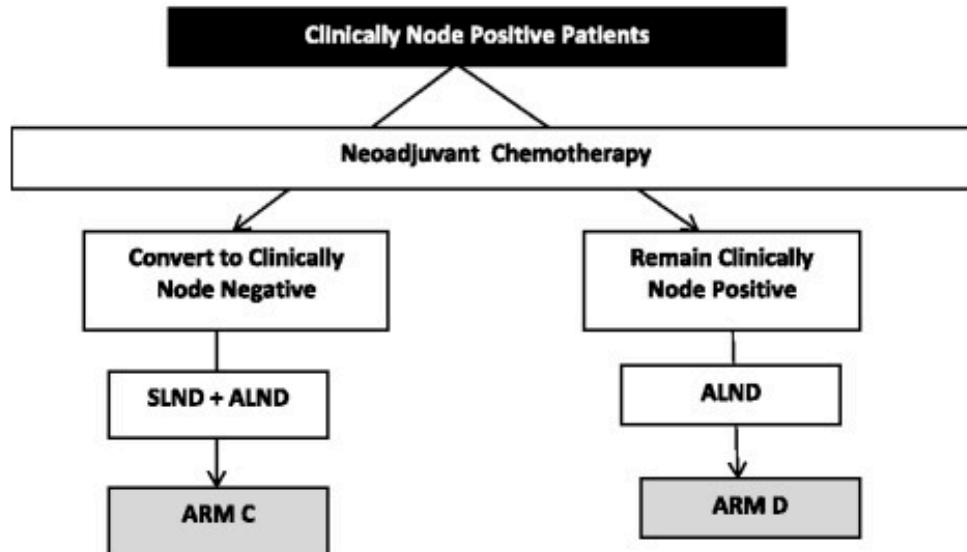 Clinically Node Positive Patients
Neoadjuvant Chemotherapy
Convert to Clinically
Node Negative
Remain Clinically
Node Positive
SLND + ALND
ALND
ARM C
ARM D